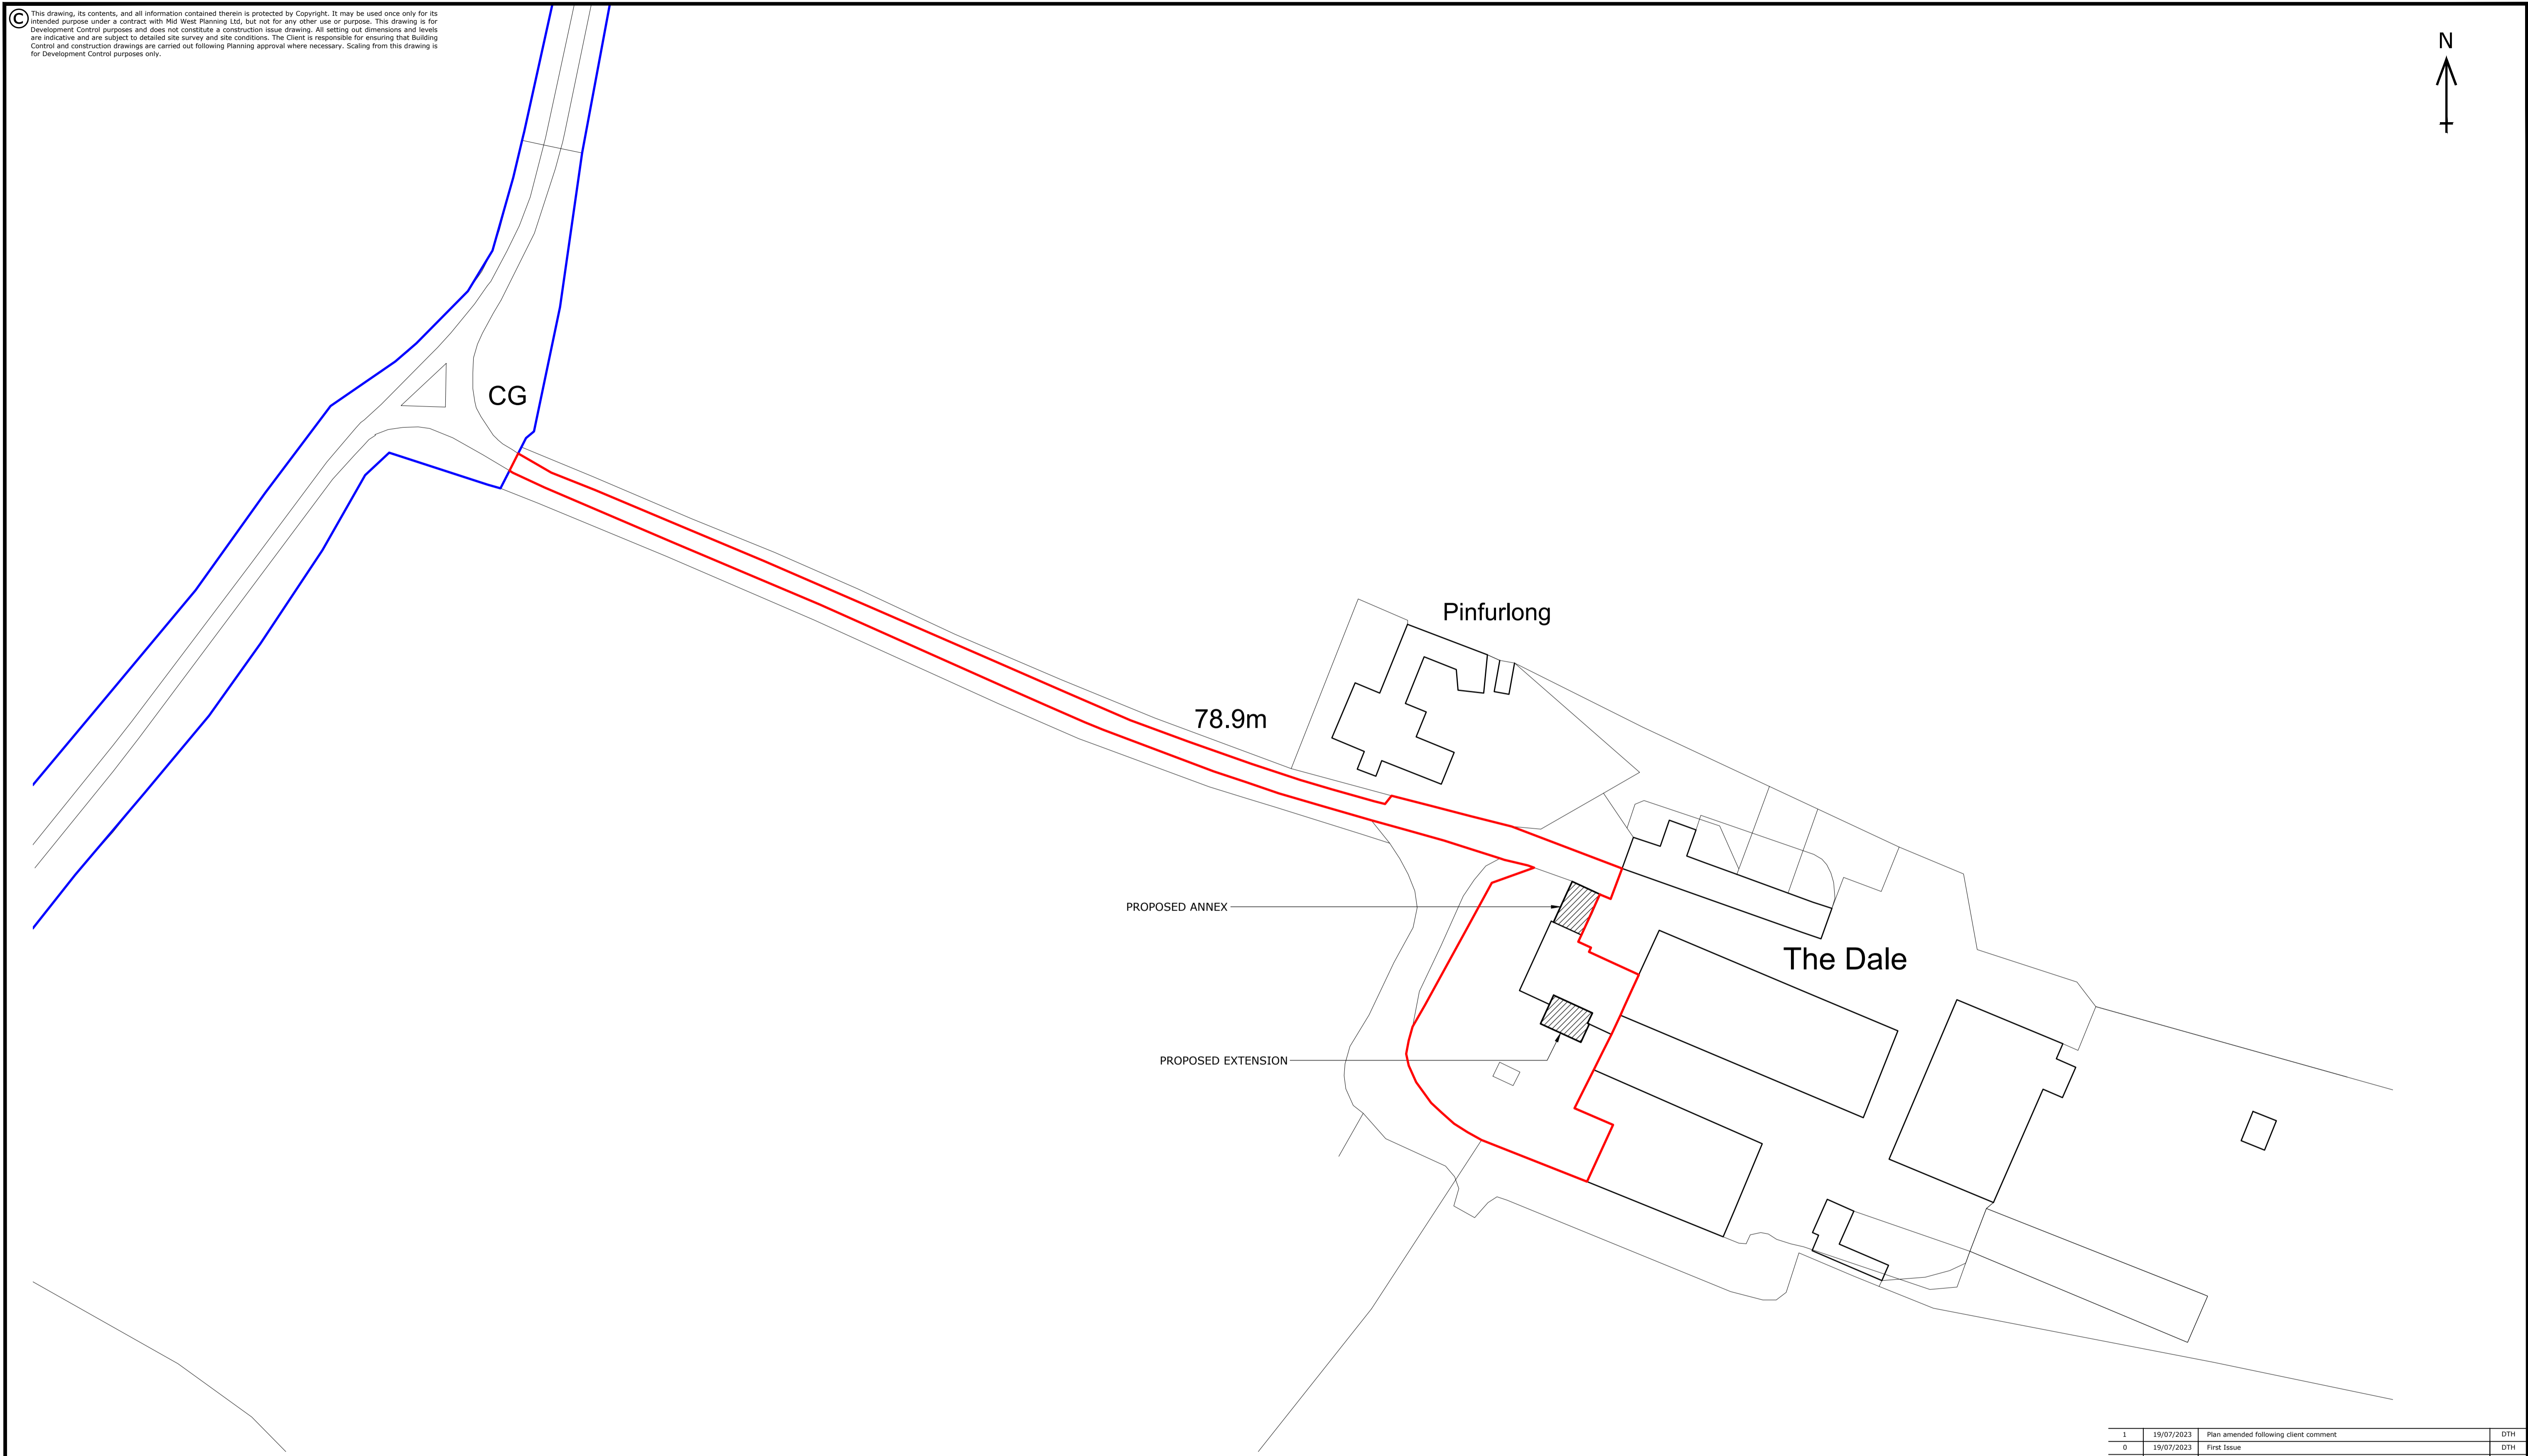 © This drawing, its contents, and all information contained therein is protected by Copyright. It may be used once only for its
intended purpose under a contract with Mid West Planning Ltd, but not for any other use or purpose. This drawing is for
Development Control purposes and does not constitute a construction issue drawing. All setting out dimensions and levels
are indicative and are subject to detailed site survey and site conditions. The Client is responsible for ensuring that Building
Control and construction drawings are carried out following Planning approval where necessary. Scaling from this drawing is
for Development Control purposes only.
N
CG
Pinfurlong
78.9m
PROPOSED ANNEX
The Dale
PROPOSED EXTENSION
1 19/07/2023 Plan amended following client comment DTH
0 19/07/2023 First Issue DTH